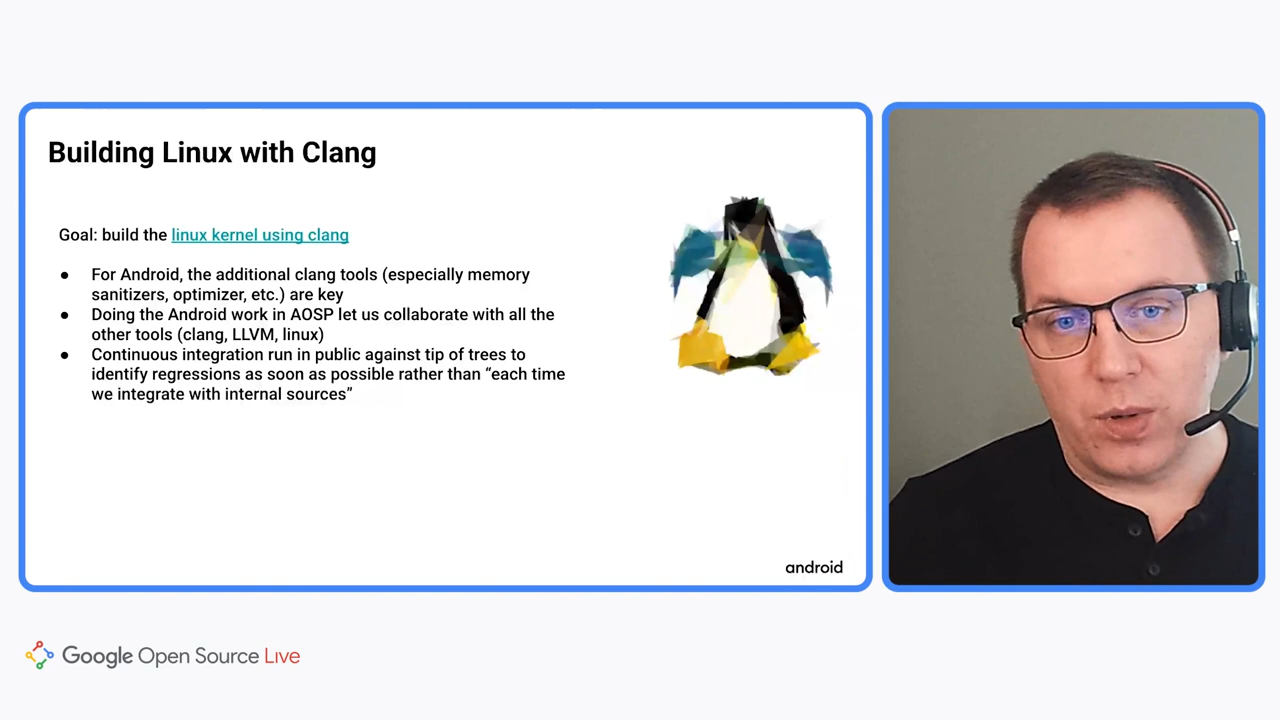 Building Linux with Clang
Goal: build the linux kernel using clang
● For Android, the additional clang tools (especially memory
sanitizers, optimizer, etc.) are key
● Doing the Android work in AOSP let us collaborate with all the
other tools (clang, LLVM, linux)
● Continuous integration run in public against tip of trees to
identify regressions as soon as possible rather than “each time
we integrate with internal sources”
android
Google Open Source Live